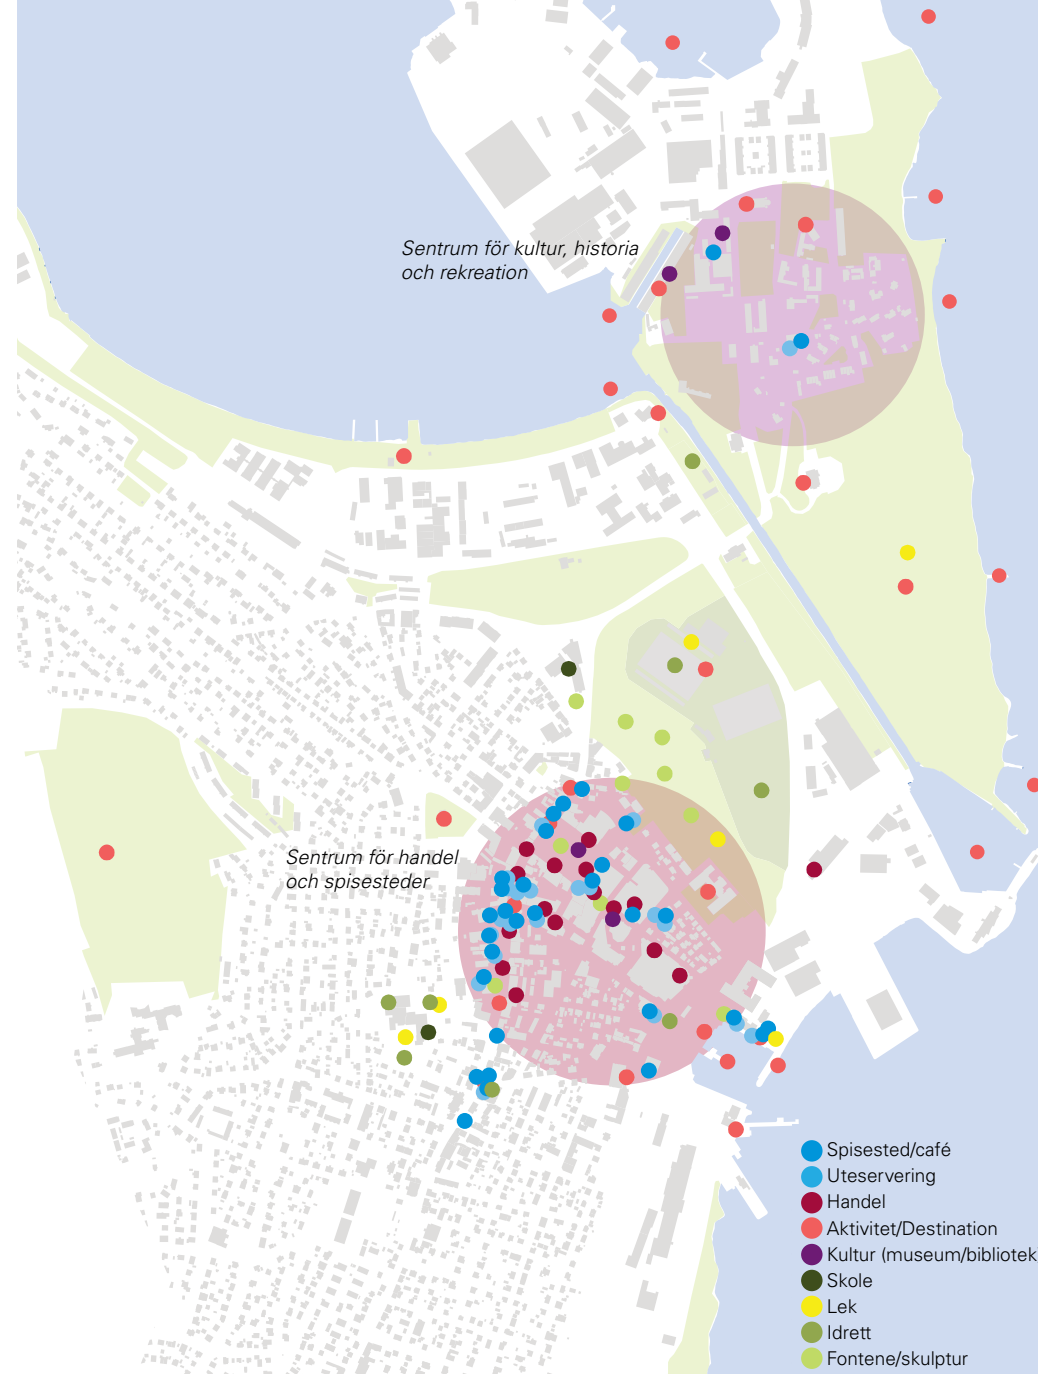 Sentrum för kultur, historia
och rekreation
Sentrum för handel
och spisesteder
Spisested/café
Uteservering
Handel
Aktivitet/Destination
Kultur (museum/bibliotek
Skole
Lek
Idrett
Fontene/skulptur